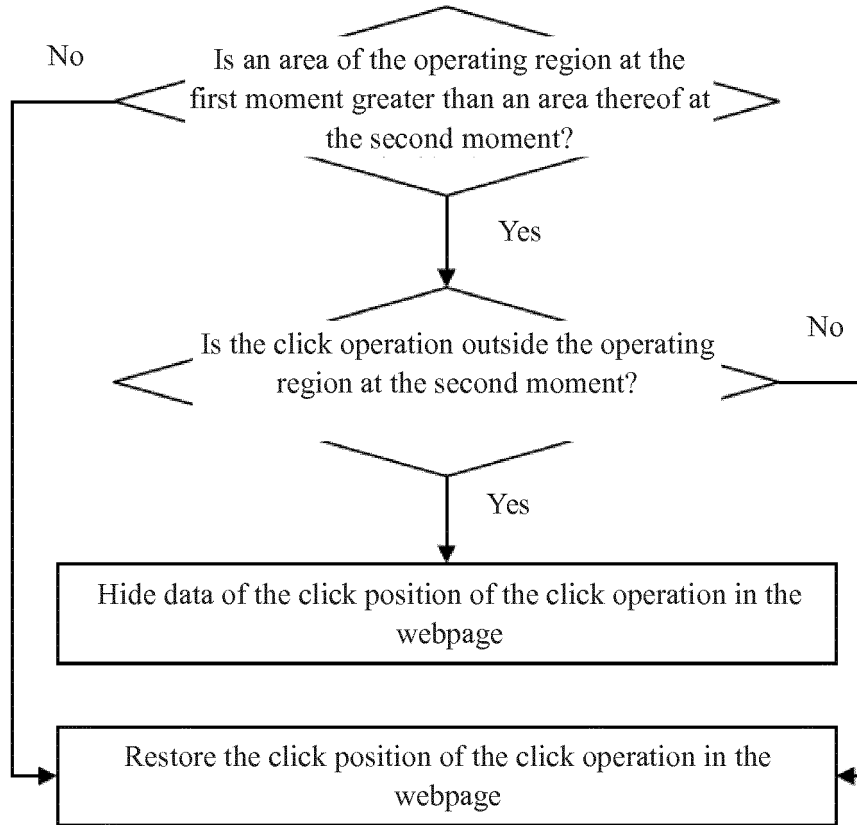 No
Is an area of the operating region at the
first moment greater than an area thereof at
the second moment?
Yes
Is the click operation outside the operating
region at the second moment?
No
Yes
Hide data of the click position of the click operation in the
webpage
Restore the click position of the click operation in the
webpage